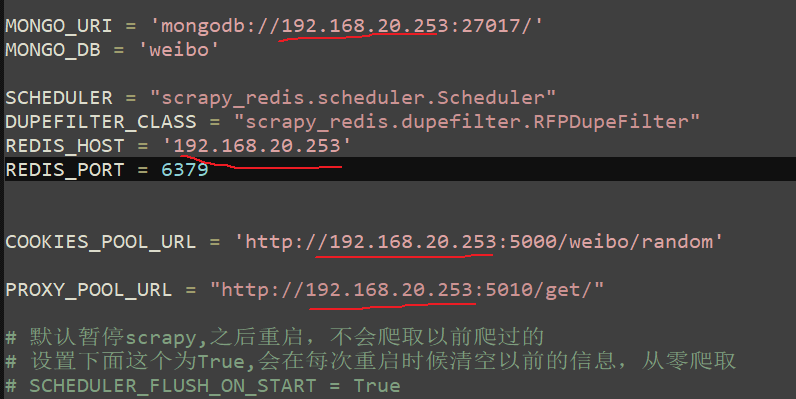 MONGO_URI = 'mongodb://192.168.20.253:27017/'
MONGO_DB = 'weibo'
SCHEDULER = "scrapy_redis.scheduler.Scheduler"
DUPEFILTER_CLASS = "scrapy_redis.dupefilter.RFPDupeFilter"
REDIS_HOST = '192.168.20.253'
REDIS_PORT = 6379
COOKIES_POOL_URL = 'http://192.168.20.253:5000/weibo/random'
PROXY_POOL_URL = "http://192.168.20.253:5010/get/"
# 默认暂停scrapy,之后重启，不会爬取以前爬过的
# 设置下面这个为True,会在每次重启时候清空以前的信息，从零爬取
# SCHEDULER_FLUSH_ON_START = True